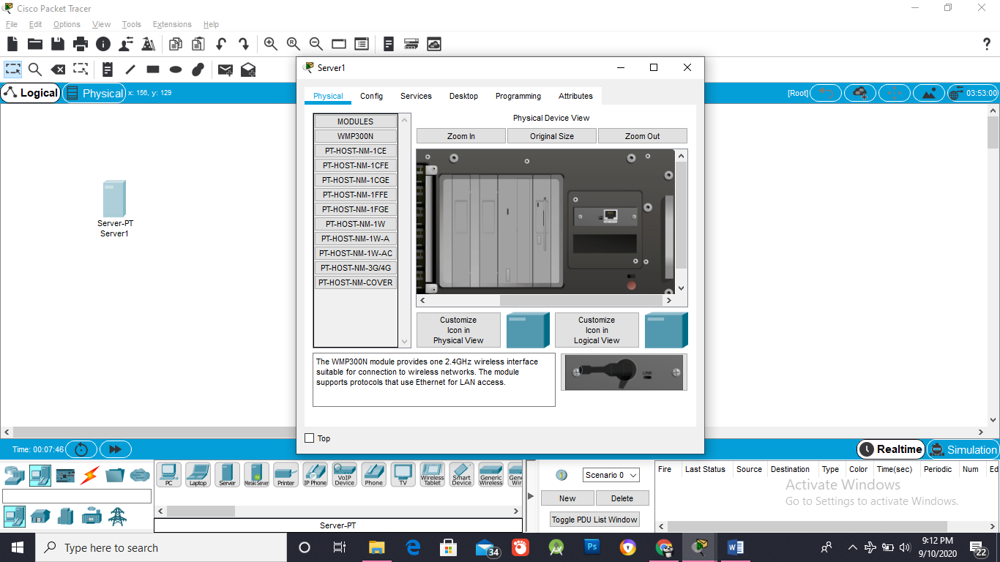 Cisco Packet Tracer
File Edit Options View Tools Extensions Help
Logical
Physical
x: 156, y: 129
[Root]
03:53:00
Server-PT
Server1
Server1
Physical Config Services Desktop Programming Attributes
MODULES
WMP300N
PT-HOST-NM-1CE
PT-HOST-NM-1CFE
PT-HOST-NM-1CGE
PT-HOST-NM-1FFE
PT-HOST-NM-1FGE
PT-HOST-NM-1W
PT-HOST-NM-1W-A
PT-HOST-NM-1W-AC
PT-HOST-NM-3G/4G
PT-HOST-NM-COVER
Physical Device View
Zoom In Original Size Zoom Out
Customize
Icon in
Physical View
Customize
Icon in
Logical View
The WMP300N module provides one 2.4GHz wireless interface
suitable for connection to wireless networks. The module
supports protocols that use Ethernet for LAN access.
LINK
Top
Time: 00:07:46
Realtime
Simulation
PC
Laptop
Server
Meraki Server
Printer
IP Phone
VoIP
Device
Phone
TV
Wireless
Tablet
Smart
Device
Generic
Wireless
Server-PT
Scenario 0
New Delete
Toggle PDU List Window
Fire Last Status Source Destination Type Color Time(sec) Periodic Num Ed
Activate Windows
Go to Settings to activate Windows.
Type here to search
34
Ps
9:12 PM
9/10/2020
22